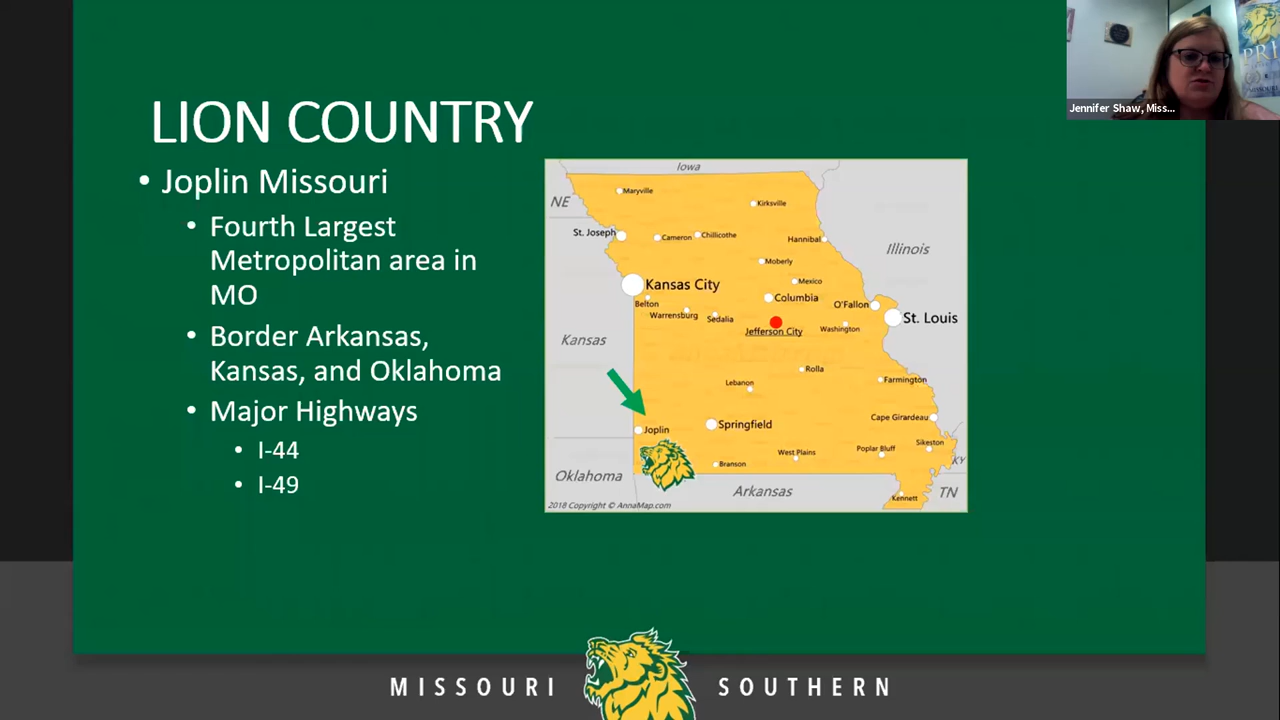 LION COUNTRY
• Joplin Missouri
• Fourth Largest
Metropolitan area in
MO
• Border Arkansas,
Kansas, and Oklahoma
• Major Highways
• I-44
• I-49
Iowa
NE
Maryville
Kirksville
St. Joseph
Cameron
Chillicothe
Hannibal
Illinois
Moberly
Kansas City
Mexico
Belton
Columbia
O'Fallon
Warrensburg
Sedalia
Jefferson City
Washington
St. Louis
Kansas
Rolla
Lebanon
Farmington
Joplin
Springfield
Cape Girardeau
Sikeston
West Plains
Poplar Bluff
Branson
KY
Oklahoma
Arkansas
Kennett
TN
2018 Copyright © AnnaMap.com
Jennifer Shaw, Miss...
PRI
MISSOURI SOUTHERN